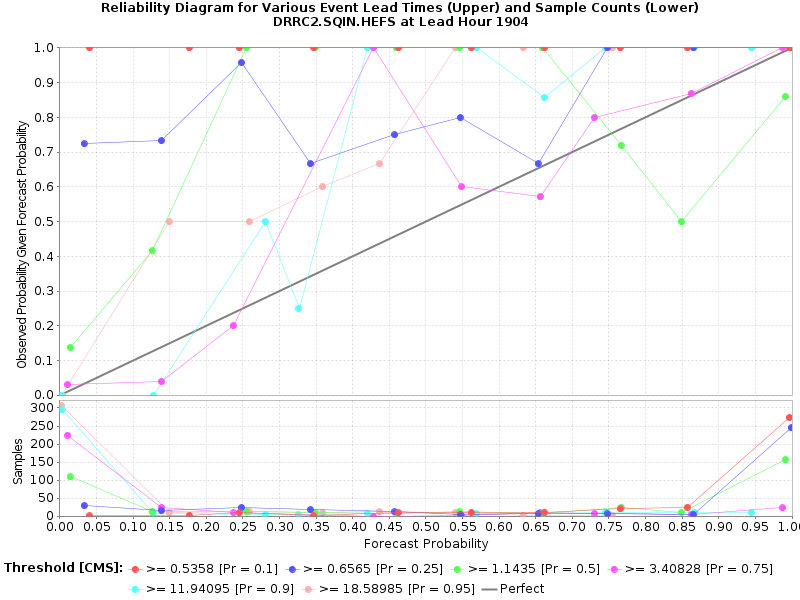 Reliability Diagram for Various Event Lead Times (Upper) and Sample Counts (Lower)
DRRC2.SQIN.HEFS at Lead Hour 1904
Observed Probability Given Forecast Probability
1.0
0.9
0.8
0.7
0.6
0.5
0.4
0.3
0.2
0.1
0.0
Samples
300
250
200
150
100
50
0
0.00 0.05 0.10 0.15 0.20 0.25 0.30 0.35 0.40 0.45 0.50 0.55 0.60 0.65 0.70 0.75 0.80 0.85 0.90 0.95 1.0
Forecast Probability
Threshold [CMS]: >= 0.5358 [Pr = 0.1] >= 0.6565 [Pr = 0.25] >= 1.1435 [Pr = 0.5] >= 3.40828 [Pr = 0.75]
>= 11.94095 [Pr = 0.9] >= 18.58985 [Pr = 0.95] Perfect